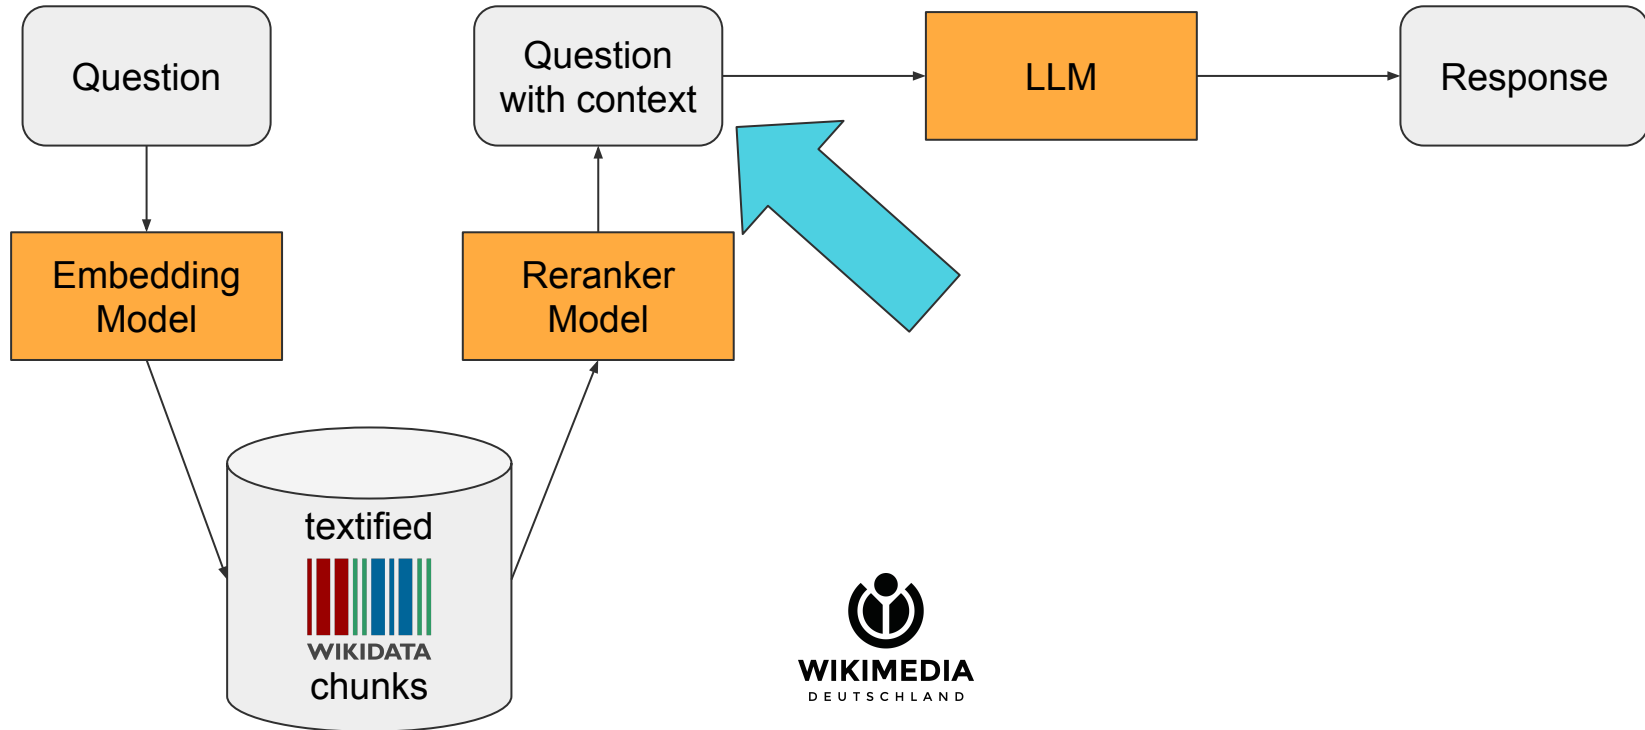 Question
Question
with context
LLM
Response
Embedding
Model
Reranker
Model
textified
WIKIDATA
chunks
WIKIMEDIA
DEUTSCHLAND